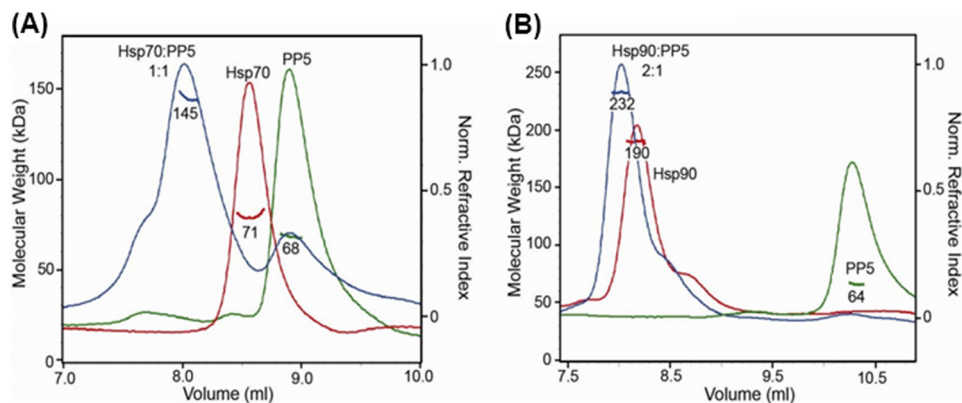 (A)
Hsp70:PP5
1:1
Hsp70
PP5
145
71
68
150
100
50
0
1.0
0.5
0
Molecular Weight (kDa)
Norm. Refractive Index
7.0 8.0 9.0 10.0
Volume (ml)
(B)
Hsp90:PP5
2:1
232
190
Hsp90
PP5
64
250
200
150
100
50
0
1.0
0.5
0
Molecular Weight (kDa)
Norm. Refractive Index
7.5 8.5 9.5 10.5
Volume (ml)